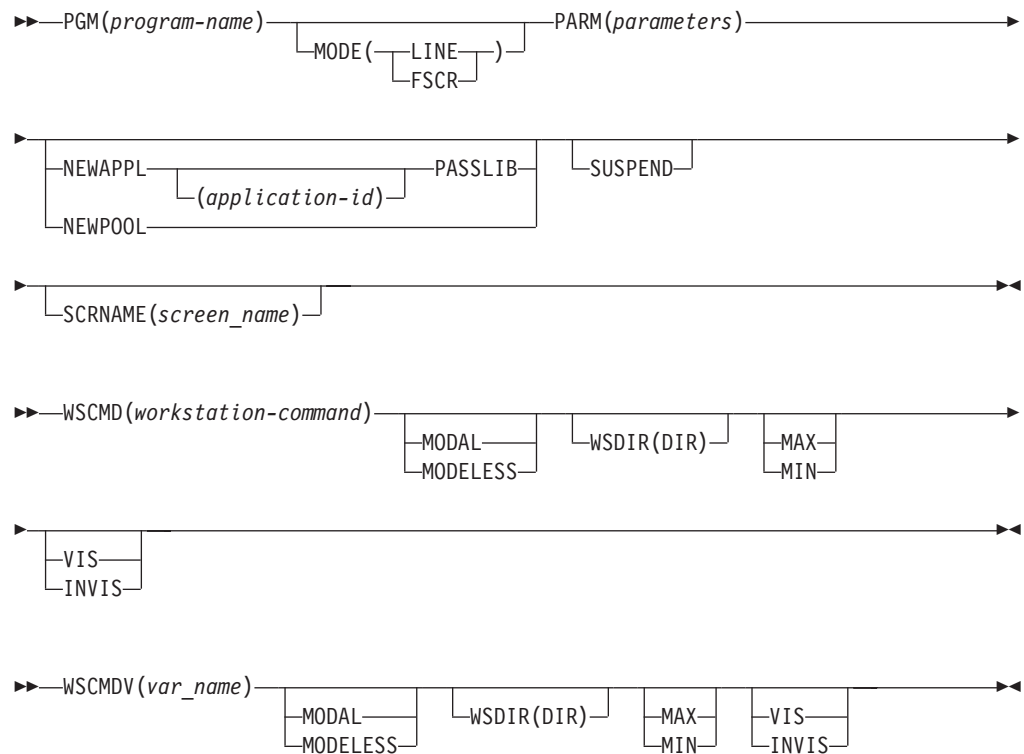 PGM(program-name) MODE( LINE ) PARM(parameters)
FSCR
NEWAPPL (application-id) PASSLIB SUSPEND
NEWPOOL
SCRNAME(screen_name)
WSCMD(workstation-command) MODAL WSDIR(DIR) MAX
MODELESS MIN
VIS
INVIS
WSCMDV(var_name) MODAL WSDIR(DIR) MAX VIS
MODELESS MIN INVIS